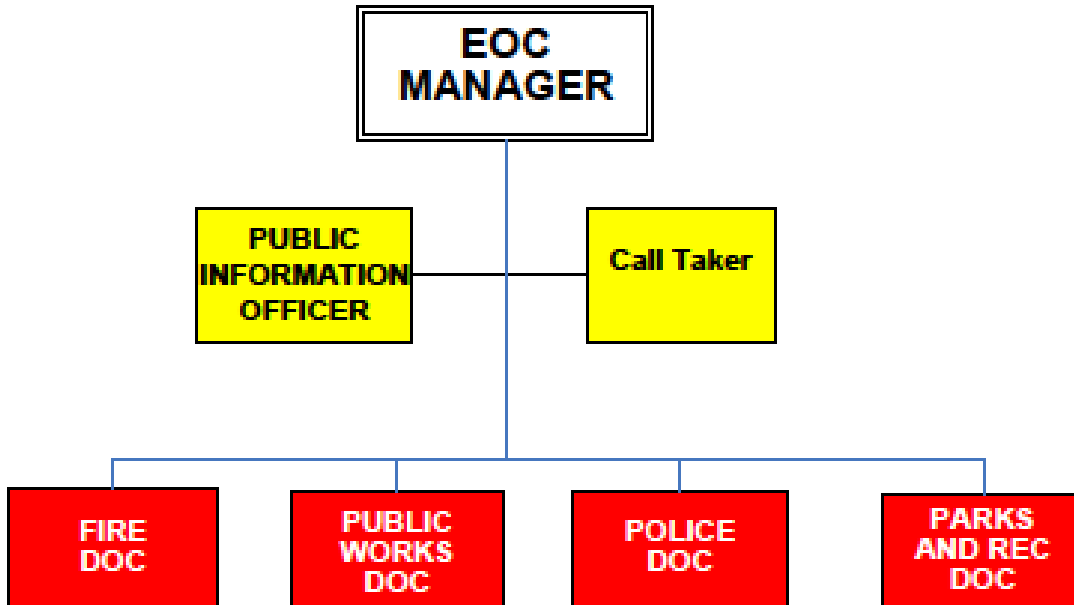 EOC
MANAGER
PUBLIC
INFORMATION
OFFICER
Call Taker
FIRE
DOC
PUBLIC
WORKS
DOC
POLICE
DOC
PARKS
AND REC
DOC